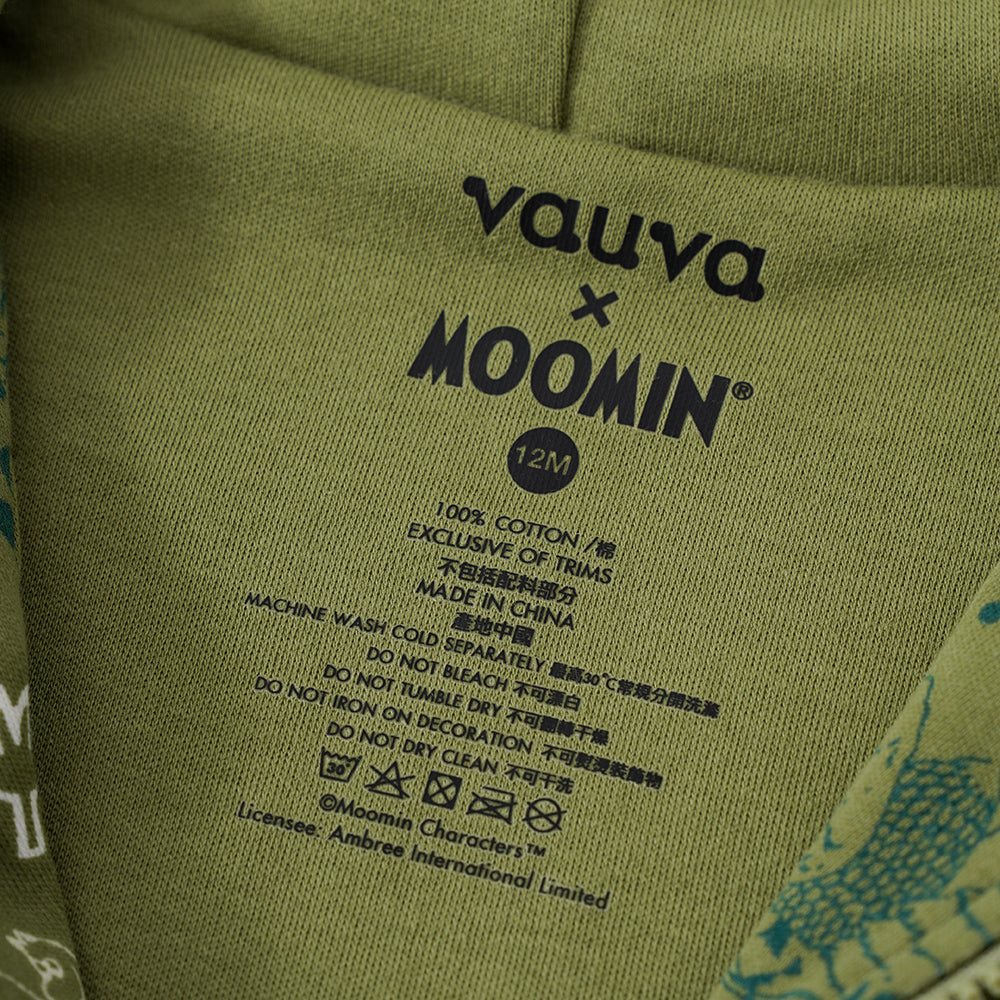 vauva
×
MOOMIN®
12M
100% COTTON /棉
EXCLUSIVE OF TRIMS
不包括配料部分
MADE IN CHINA
產地中國
MACHINE WASH COLD SEPARATELY 最高30°C常規分開洗滌
DO NOT BLEACH 不可漂白
DO NOT TUMBLE DRY 不可翻轉干燥
DO NOT IRON ON DECORATION 不可熨燙裝飾物
DO NOT DRY CLEAN 不可干洗
30°
©Moomin Characters™
Licensee: Ambree International Limited